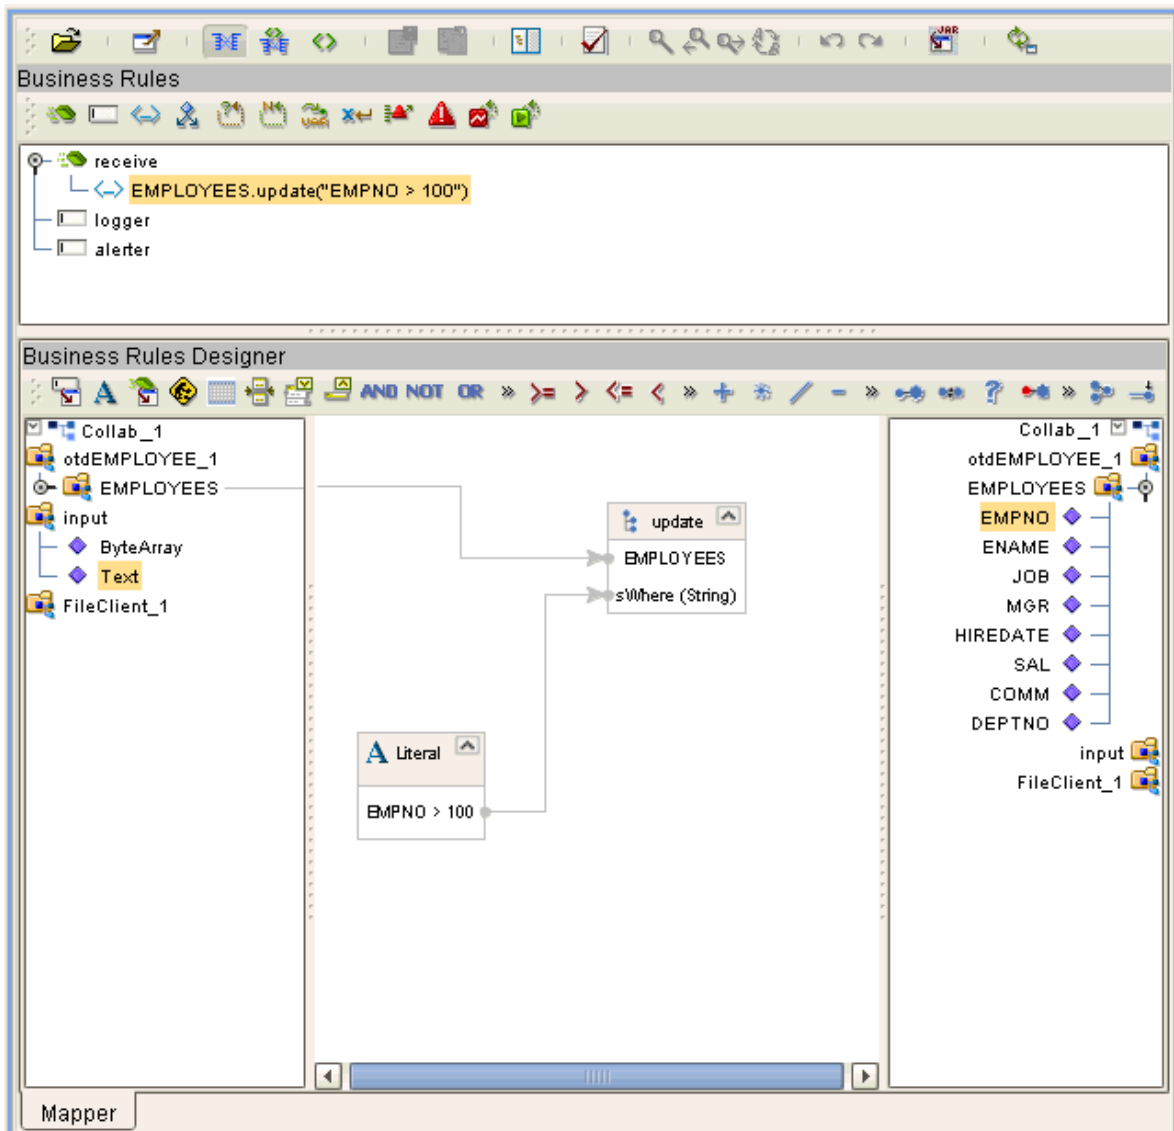 JAR
Business Rules
VAR
receive
EMPLOYEES.update("EMPNO > 100")
logger
alerter
Business Rules Designer
A AND NOT OR » >= > <= < » + * / - » ? » 
Collab_1
otdEMPLOYEE_1
EMPLOYEES
input
ByteArray
Text
FileClient_1
update
EMPLOYEES
sWhere (String)
A Literal
EMPNO > 100
Collab_1
otdEMPLOYEE_1
EMPLOYEES
EMPNO
ENAME
JOB
MGR
HIREDATE
SAL
COMM
DEPTNO
input
FileClient_1
Mapper